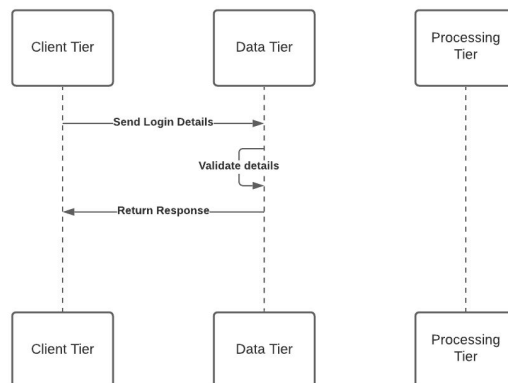 Client Tier
Data Tier
Processing
Tier
Send Login Details
Validate details
Return Response
Client Tier
Data Tier
Processing
Tier